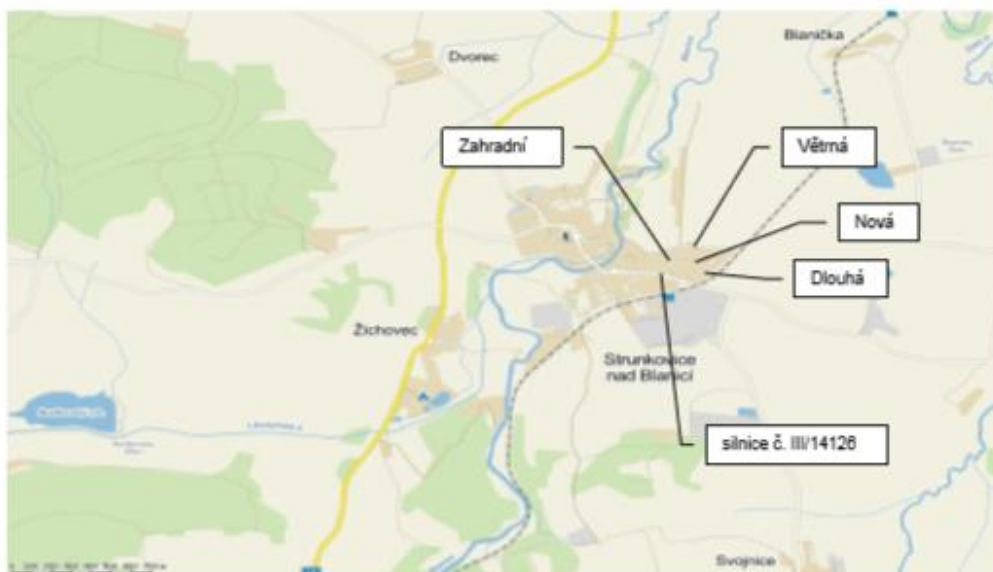 Blanička
Dvorec
Zahradní
Větrná
Nová
Dlouhá
Žichovec
Strunkovice
nad Blanicí
silnice č. III/14126
Svojnice